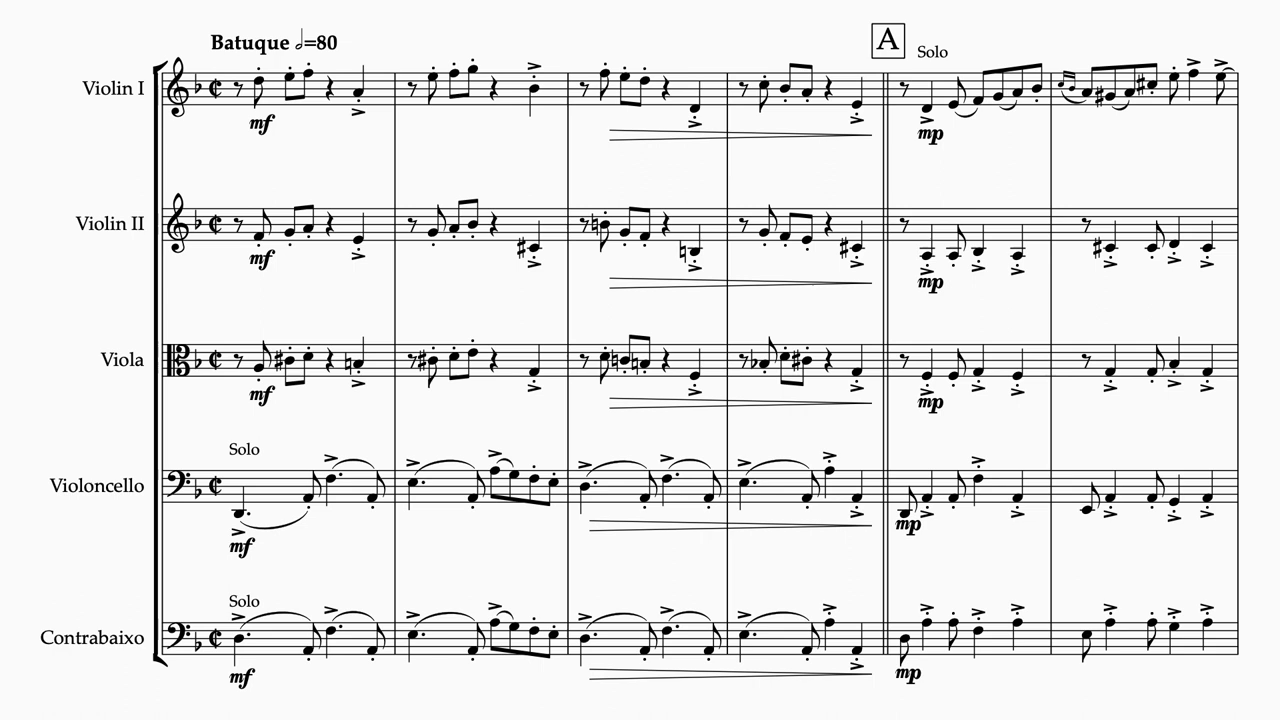 Batuque 𝅗𝅥=80
A
Solo
Violin I
mf
mp
Violin II
mf
mp
Viola
mf
mp
Solo
Violoncello
mf
mp
Solo
Contrabaixo
mf
mp